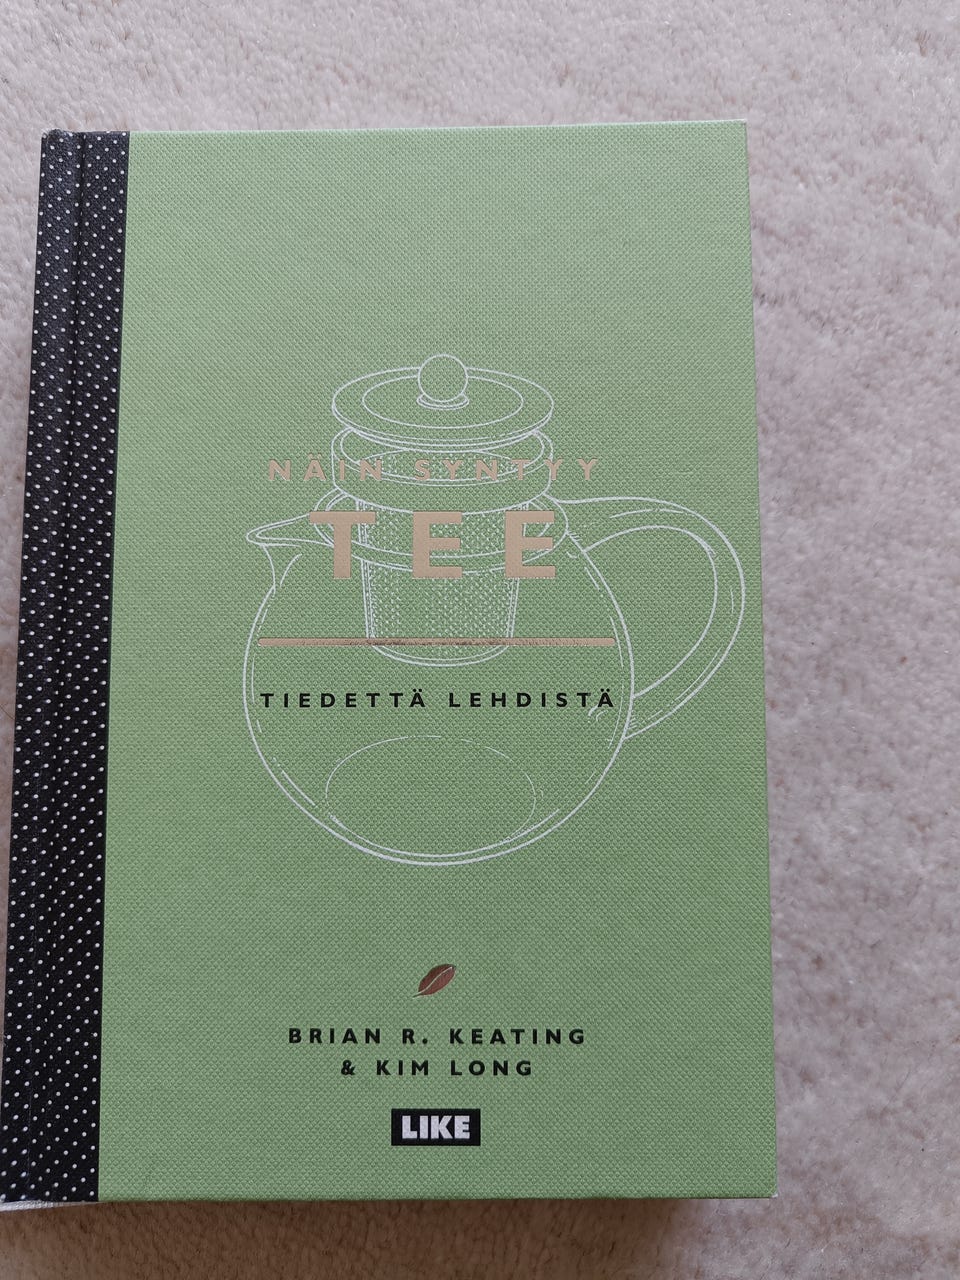 NÄIN SYNTYY
TEE
TIEDETTÄ LEHDISTÄ
BRIAN R. KEATING
& KIM LONG
LIKE